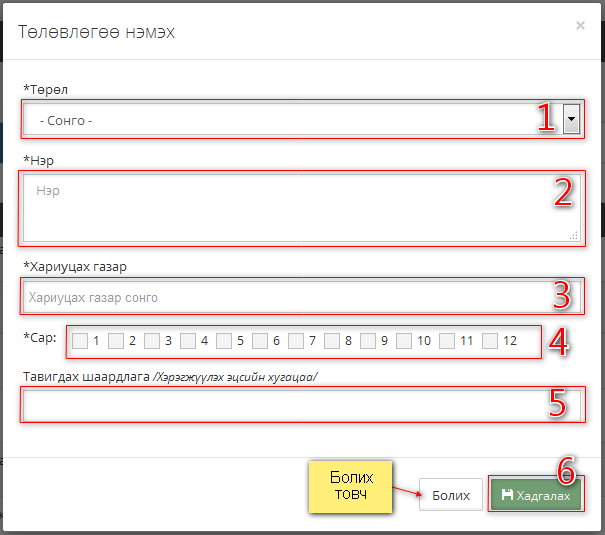 Төлөвлөгөө нэмэх ×
*Төрөл
- Сонго - 1
*Нэр
Нэр 2
*Хариуцах газар
Хариуцах газар сонго 3
*Сар: 1 2 3 4 5 6 7 8 9 10 11 12 4
Тавигдах шаардлага /Хэрэгжүүлэх эцсийн хугацаа/
5
6
Болих
товч
Болих Хадгалах